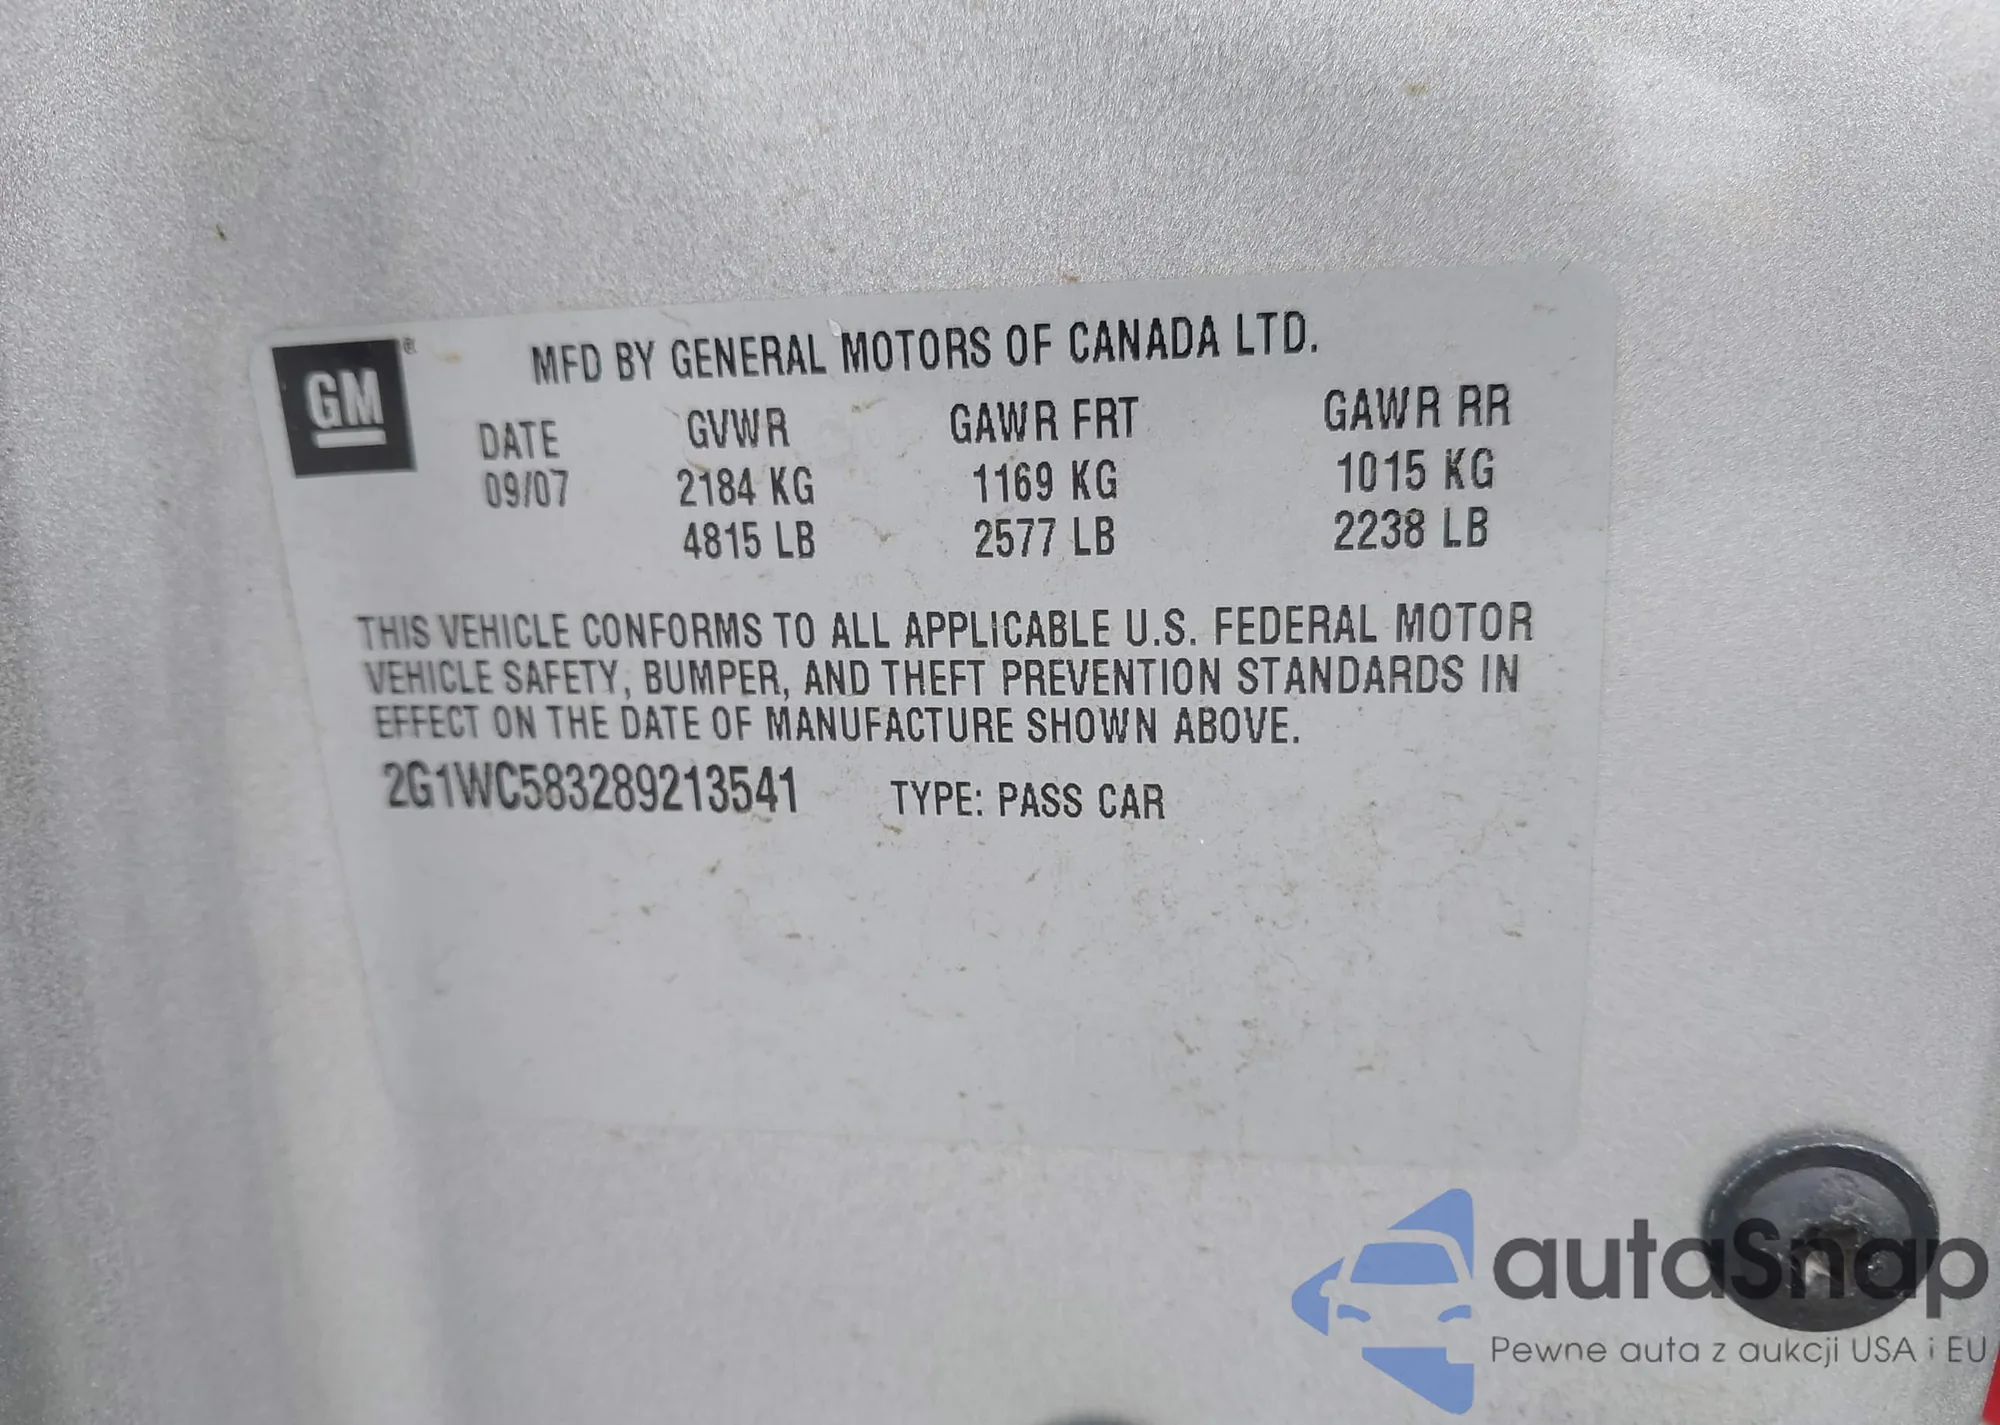 GM
®
MFD BY GENERAL MOTORS OF CANADA LTD.
DATE GVWR GAWR FRT GAWR RR
09/07 2184 KG 1169 KG 1015 KG
4815 LB 2577 LB 2238 LB
THIS VEHICLE CONFORMS TO ALL APPLICABLE U.S. FEDERAL MOTOR
VEHICLE SAFETY, BUMPER, AND THEFT PREVENTION STANDARDS IN
EFFECT ON THE DATE OF MANUFACTURE SHOWN ABOVE.
2G1WC583289213541 TYPE: PASS CAR
autaSnap
Pewne auta z aukcji USA i EU